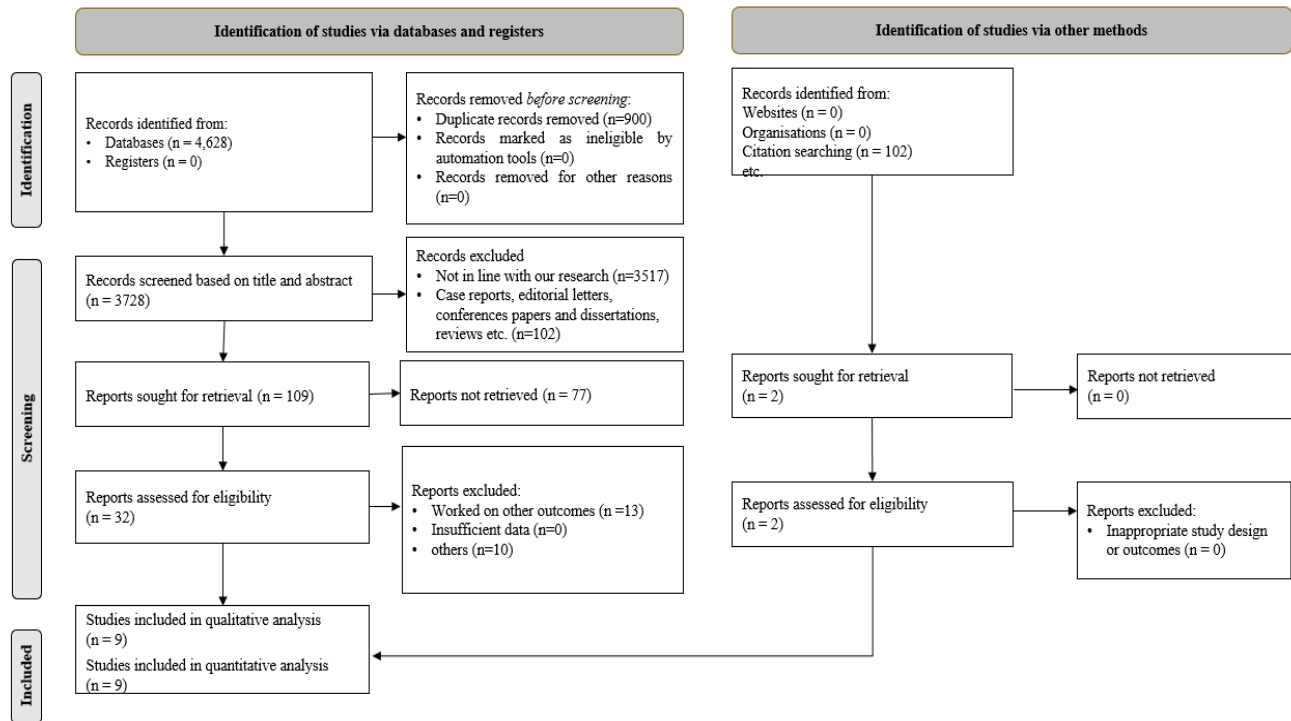 Identification of studies via databases and registers
Identification of studies via other methods
Identification
Records identified from:
• Databases (n = 4,628)
• Registers (n = 0)
Records removed before screening:
• Duplicate records removed (n=900)
• Records marked as ineligible by
automation tools (n=0)
• Records removed for other reasons
(n=0)
Records identified from:
Websites (n = 0)
Organisations (n = 0)
Citation searching (n = 102)
etc.
Screening
Records screened based on title and abstract
(n = 3728)
Records excluded
• Not in line with our research (n=3517)
• Case reports, editorial letters,
conferences papers and dissertations,
reviews etc. (n=102)
Reports sought for retrieval (n = 109)
Reports not retrieved (n = 77)
Reports sought for retrieval
(n = 2)
Reports not retrieved
(n = 0)
Reports assessed for eligibility
(n = 32)
Reports excluded:
• Worked on other outcomes (n =13)
• Insufficient data (n=0)
• others (n=10)
Reports assessed for eligibility
(n = 2)
Reports excluded:
• Inappropriate study design
or outcomes (n = 0)
Included
Studies included in qualitative analysis
(n = 9)
Studies included in quantitative analysis
(n = 9)